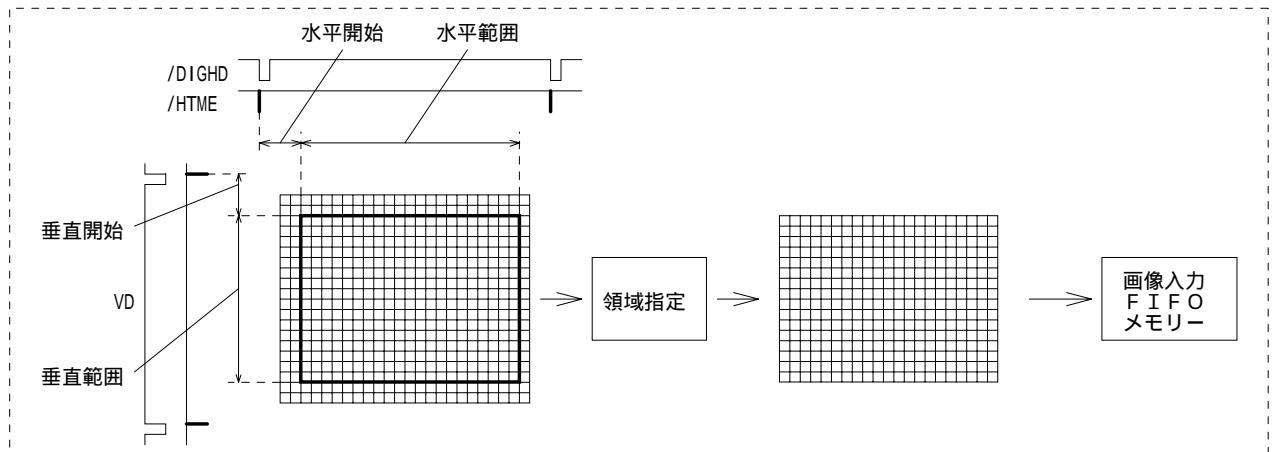 水平開始
水平範囲
/DIGHD
/HTME
垂直開始
VD
垂直範囲
領域指定
画像入力
ＦＩＦＯ
メモリー